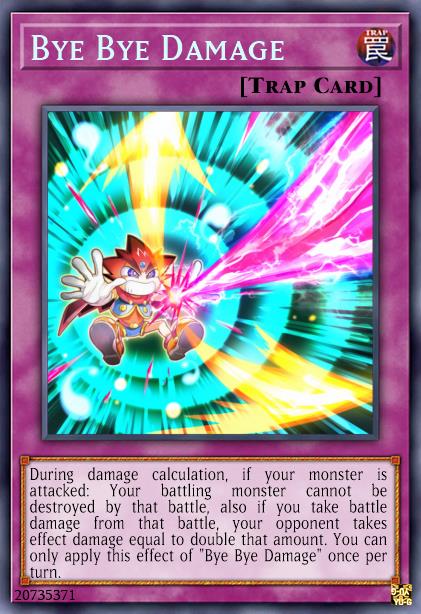 Bye Bye Damage
TRAP
罠
[Trap Card]
N
During damage calculation, if your monster is
attacked: Your battling monster cannot be
destroyed by that battle, also if you take battle
damage from that battle, your opponent takes
effect damage equal to double that amount. You can
only apply this effect of "Bye Bye Damage" once per
turn.
20735371